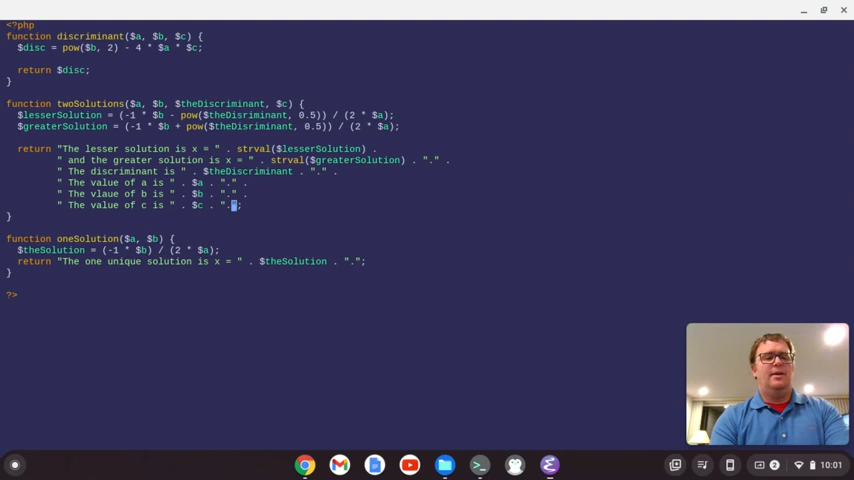 <?php
function discriminant($a, $b, $c) {
  $disc = pow($b, 2) - 4 * $a * $c;
  return $disc;
}
function twoSolutions($a, $b, $theDiscriminant, $c) {
  $lesserSolution = (-1 * $b - pow($theDisriminant, 0.5)) / (2 * $a);
  $greaterSolution = (-1 * $b + pow($theDisriminant, 0.5)) / (2 * $a);
  return "The lesser solution is x = " . strval($lesserSolution) .
         " and the greater solution is x = " . strval($greaterSolution) . "." .
         " The discriminant is " . $theDiscriminant . "." .
         " The value of a is " . $a . "." .
         " The vlaue of b is " . $b . "." .
         " The value of c is " . $c . ".";
}
function oneSolution($a, $b) {
  $theSolution = (-1 * $b) / (2 * $a);
  return "The one unique solution is x = " . $theSolution . ".";
}
?>
2
10:01